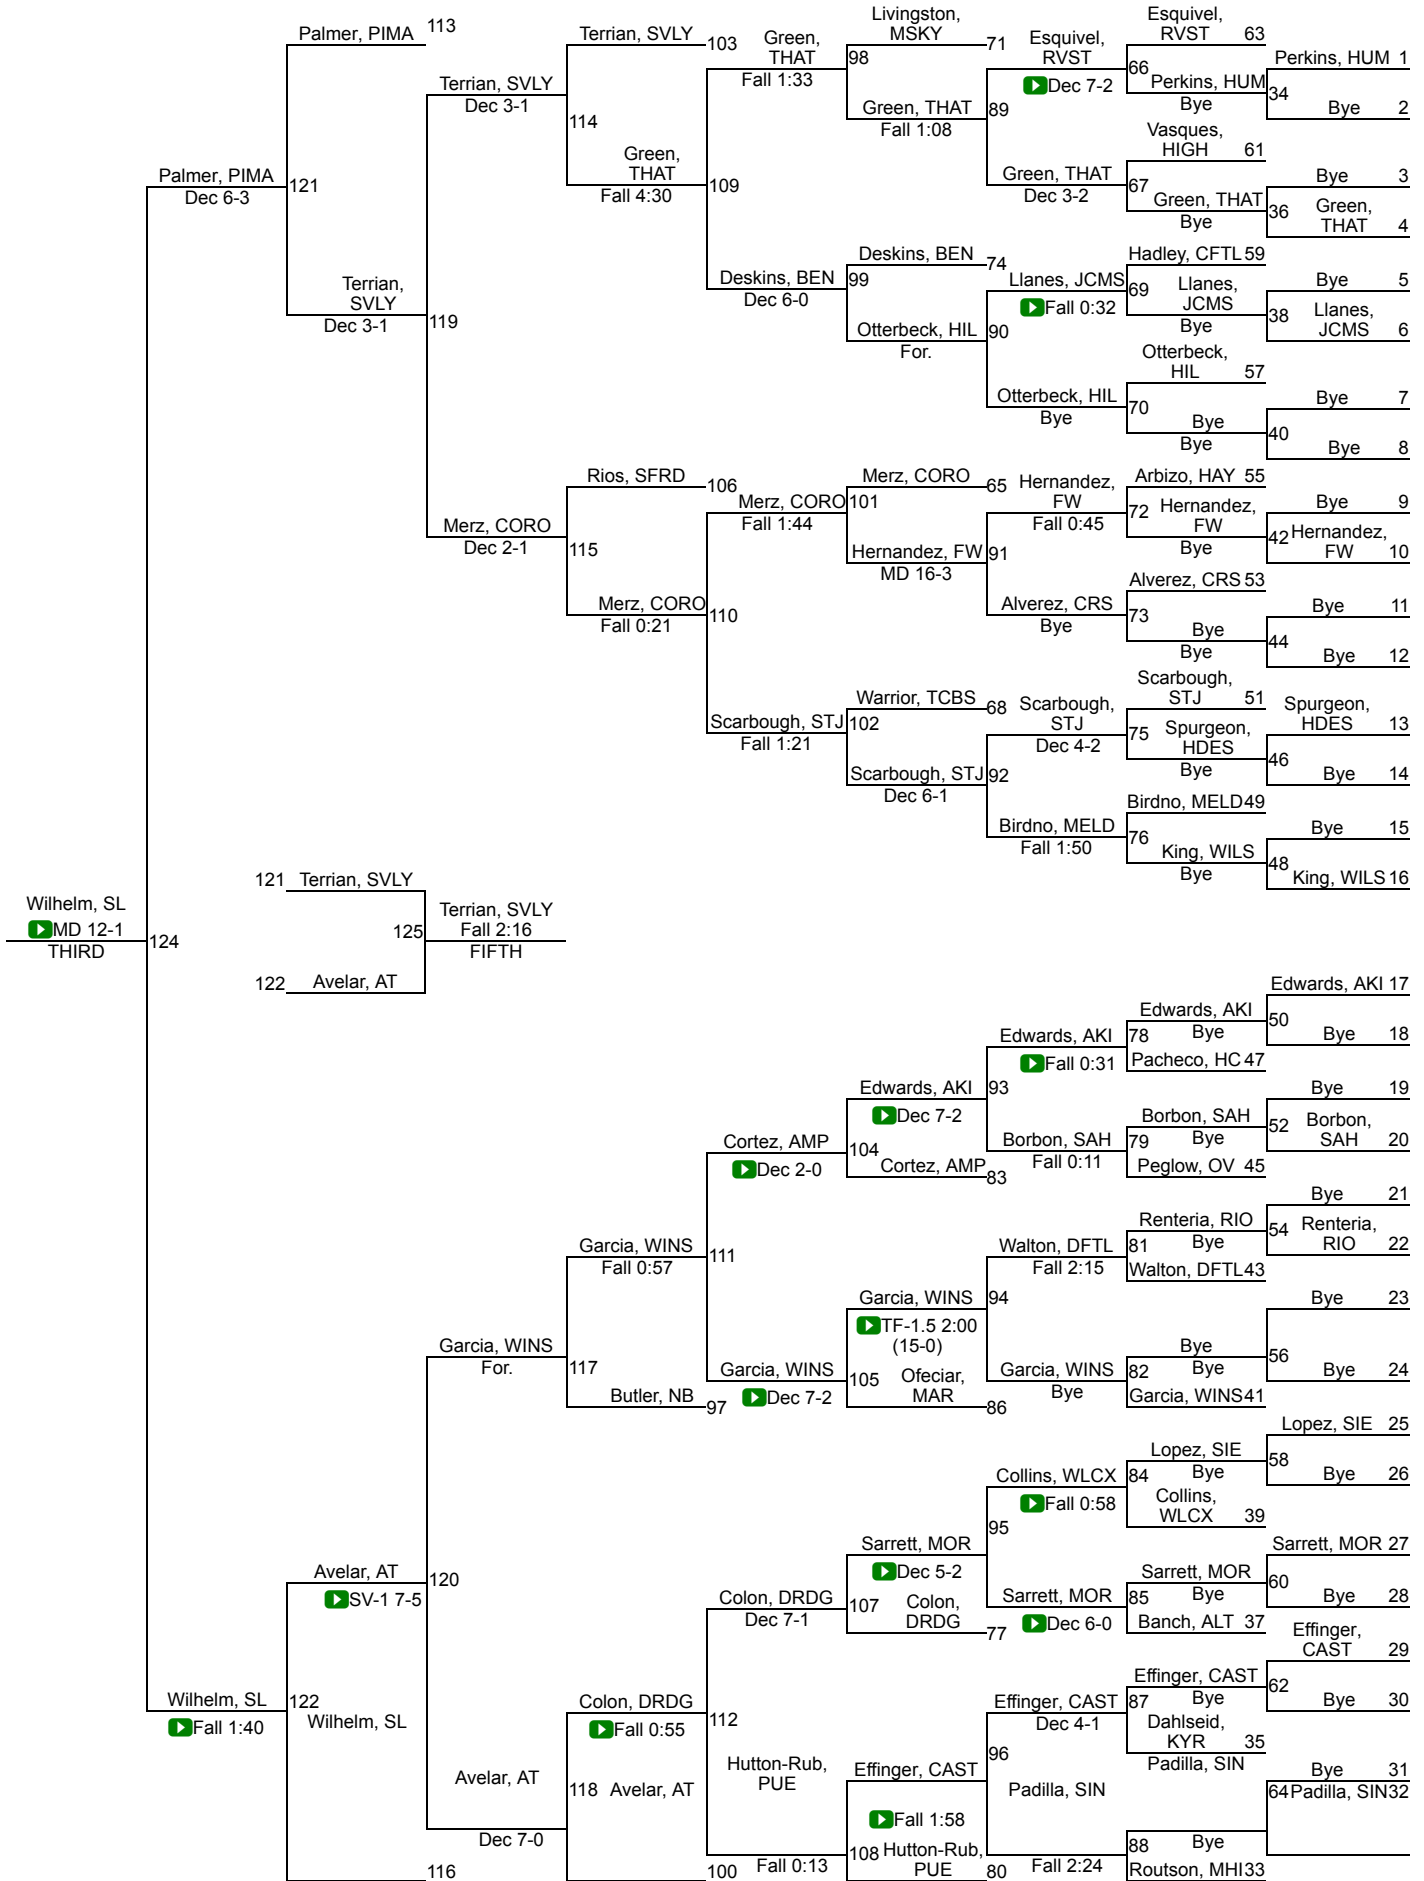 Livingston,
MSKY
71
Esquivel,
RVST
63
Palmer, PIMA
113
Terrian, SVLY
103
Green,
THAT
Fall 1:33
98
Esquivel,
RVST
Dec 7-2
66
Perkins, HUM 1
Perkins, HUM
Bye
34
Bye 2
Terrian, SVLY
Dec 3-1
114
Green, THAT
Fall 1:08
89
Vasques,
HIGH 61
Green,
THAT
Fall 4:30
109
Palmer, PIMA
Dec 6-3
121
Green, THAT
Dec 3-2
67
Green, THAT
Bye
36
Bye 3
Green,
THAT 4
Terrian,
SVLY
Dec 3-1
119
Deskins, BEN
Dec 6-0
99
Deskins, BEN
74
Llanes, JCMS
Fall 0:32
69
Hadley, CFTL 59
Llanes,
JCMS
Bye
38
Bye 5
Llanes,
JCMS 6
Otterbeck, HIL
For.
90
Otterbeck,
HIL 57
Otterbeck, HIL
Bye
70
Bye
Bye
40
Bye 7
Bye 8
Merz, CORO
Dec 2-1
115
Rios, SFRD
106
Merz, CORO
Fall 1:44
101
Merz, CORO
65
Hernandez,
FW
Fall 0:45
72
Arbizo, HAY 55
Hernandez,
FW
Bye
42
Bye 9
Hernandez,
FW 10
Hernandez, FW
MD 16-3
91
Merz, CORO
Fall 0:21
110
Alverez, CRS
Bye
73
Alverez, CRS 53
Bye
Bye
44
Bye 11
Bye 12
Scarbough, STJ
Fall 1:21
102
Warrior, TCBS
68
Scarbough,
STJ
Dec 4-2
75
Scarbough,
STJ 51
Spurgeon,
HDES
Bye
46
Spurgeon,
HDES 13
Bye 14
Scarbough, STJ
Dec 6-1
92
Birdno, MELD
Fall 1:50
76
Birdno, MELD 49
King, WILS
Bye
48
Bye 15
King, WILS 16
Wilhelm, SL
MD 12-1
THIRD
124
121 Terrian, SVLY
125
122 Avelar, AT
Terrian, SVLY
Fall 2:16
FIFTH
Edwards, AKI
Fall 0:31
78
Edwards, AKI
Bye
Pacheco, HC 47
50
Edwards, AKI 17
Bye 18
Edwards, AKI
Dec 7-2
93
Borbon, SAH
Fall 0:11
79
Borbon, SAH
Bye
Peglow, OV 45
52
Bye 19
Borbon,
SAH 20
Cortez, AMP
Dec 2-0
104
Cortez, AMP
83
Garcia, WINS
Fall 0:57
111
Walton, DFTL
Fall 2:15
81
Renteria, RIO
Bye
Walton, DFTL 43
54
Bye 21
Renteria,
RIO 22
Garcia, WINS
TF-1.5 2:00
(15-0)
94
Garcia, WINS
Bye
82
Bye
Bye
Garcia, WINS 41
56
Bye 23
Bye 24
Garcia, WINS
For.
117
Garcia, WINS
Dec 7-2
105
Ofeciar,
MAR
86
Butler, NB
97
Collins, WLCX
Fall 0:58
84
Lopez, SIE
Bye
Collins,
WLCX 39
58
Lopez, SIE 25
Bye 26
Sarrett, MOR
Dec 5-2
95
Sarrett, MOR
Dec 6-0
85
Sarrett, MOR
Bye
Banch, ALT 37
60
Sarrett, MOR 27
Bye 28
Avelar, AT
SV-1 7-5
120
Colon, DRDG
Dec 7-1
107
Colon,
DRDG
77
Wilhelm, SL
Fall 1:40
122
Wilhelm, SL
Colon, DRDG
Fall 0:55
112
Effinger, CAST
Dec 4-1
87
Effinger, CAST
Bye
Dahlseid,
KYR 35
62
Effinger,
CAST 29
Bye 30
Avelar, AT
Dec 7-0
118
Avelar, AT
Hutton-Rub,
PUE
Fall 0:13
Effinger, CAST
Fall 1:58
96
Padilla, SIN
Fall 2:24
Padilla, SIN
88
Bye
Routson, MHI 33
64
Bye 31
Padilla, SIN 32
108
Hutton-Rub,
PUE
80
116
100